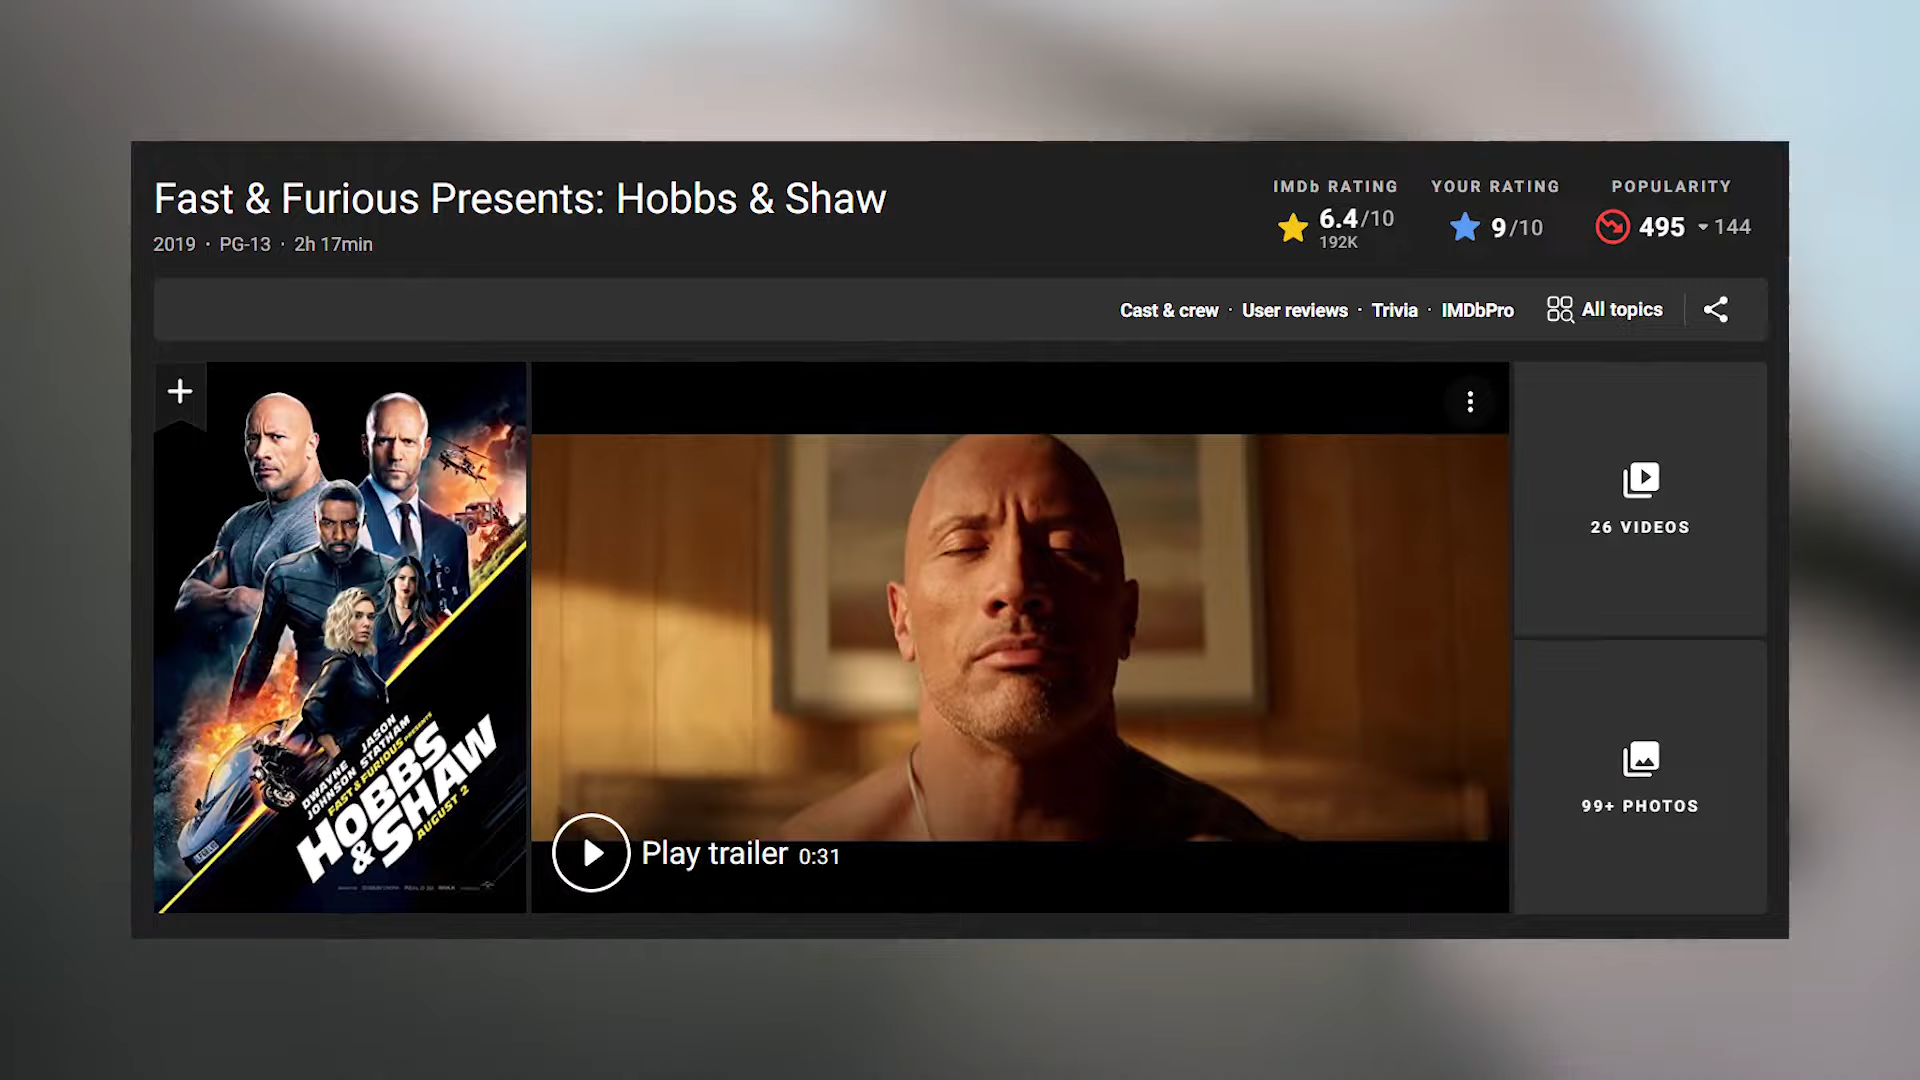 Fast & Furious Presents: Hobbs & Shaw
2019 · PG-13 · 2h 17min
IMDb RATING
6.4/10
192K
YOUR RATING
9/10
POPULARITY
495
144
Cast & crew · User reviews · Trivia · IMDbPro
All topics
DWAYNE JOHNSON
JASON STATHAM
FAST & FURIOUS PRESENTS
HOBBS
& SHAW
AUGUST 2
Play trailer 0:31
26 VIDEOS
99+ PHOTOS